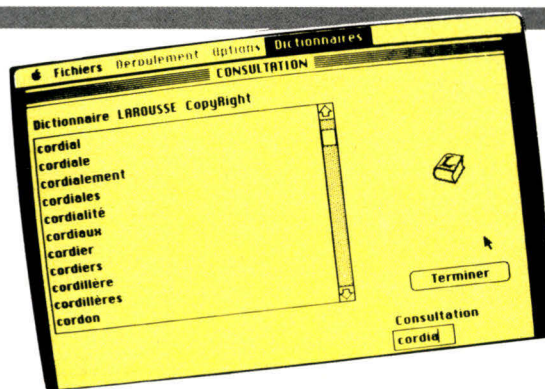 Fichiers Deroulement Options Dictionnaires
CONSULTATION
Dictionnaire LAROUSSE CopyRight
cordial
cordiale
cordialement
cordiales
cordialité
cordiaux
cordier
cordiers
cordillère
cordillères
cordon
Terminer
Consultation
cordia